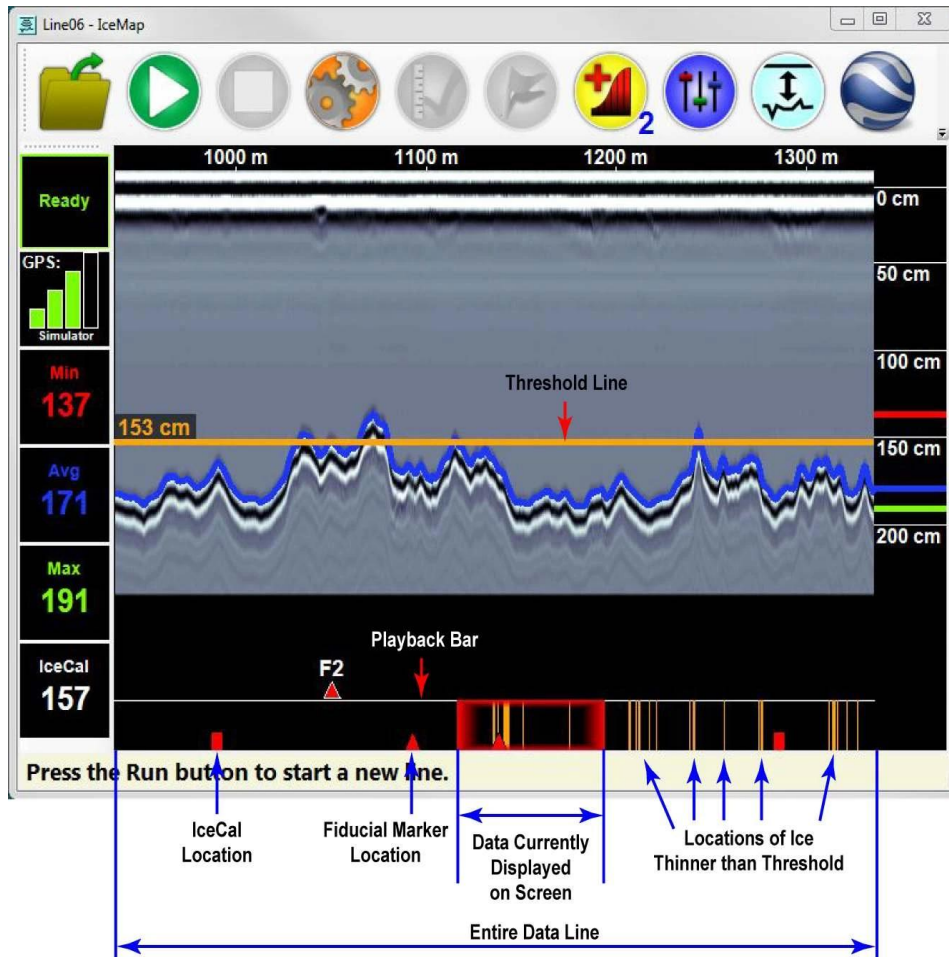 Line06 - IceMap
2
1000 m 1100 m 1200 m 1300 m
Ready
0 cm
GPS:
Simulator
50 cm
100 cm
Min
137
Threshold Line
153 cm
150 cm
Avg
171
200 cm
Max
191
Playback Bar
IceCal
157
F2
Press the Run button to start a new line.
IceCal
Location
Fiducial Marker
Location
Data Currently
Displayed
on Screen
Locations of Ice
Thinner than Threshold
Entire Data Line